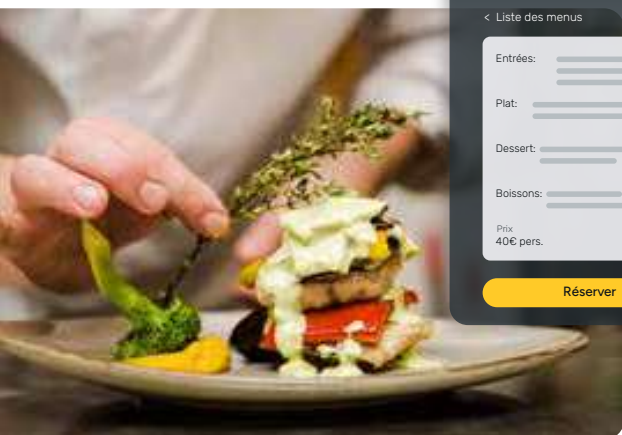 < Liste des menus
Entrées:
Plat:
Dessert:
Boissons:
Prix
40€ pers.
Réserver